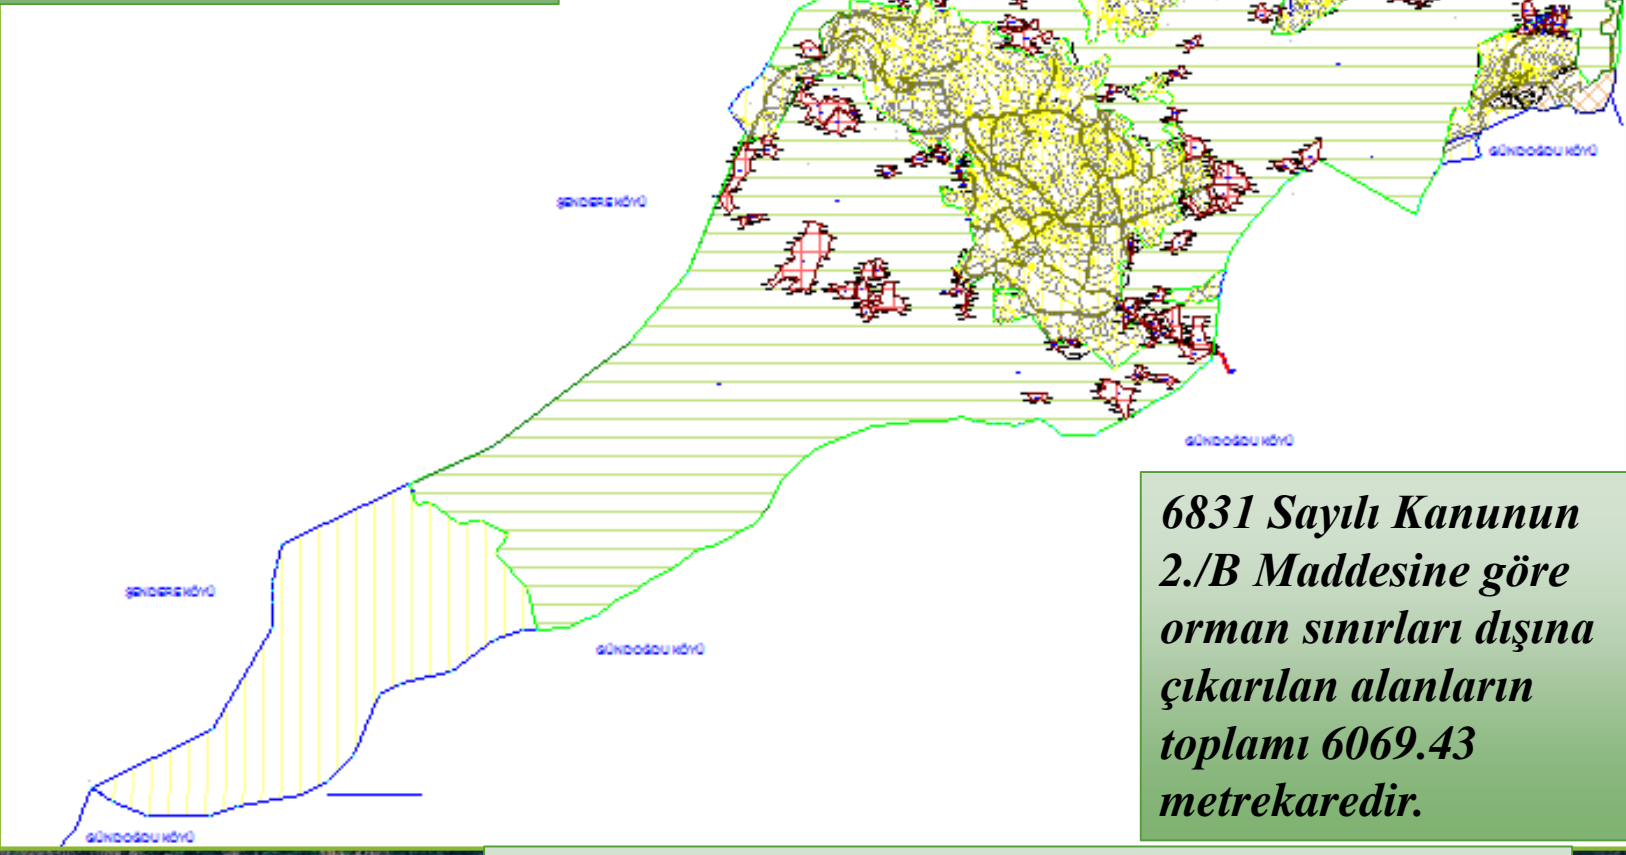 GÜNDOĞDU KÖYÜ
ŞENDERE KÖYÜ
GÜNDOĞDU KÖYÜ
6831 Sayılı Kanunun
2./B Maddesine göre
orman sınırları dışına
çıkarılan alanların
toplamı 6069.43
metrekaredir.
ŞENDERE KÖYÜ
GÜNDOĞDU KÖYÜ
GÜNDOĞDU KÖYÜ